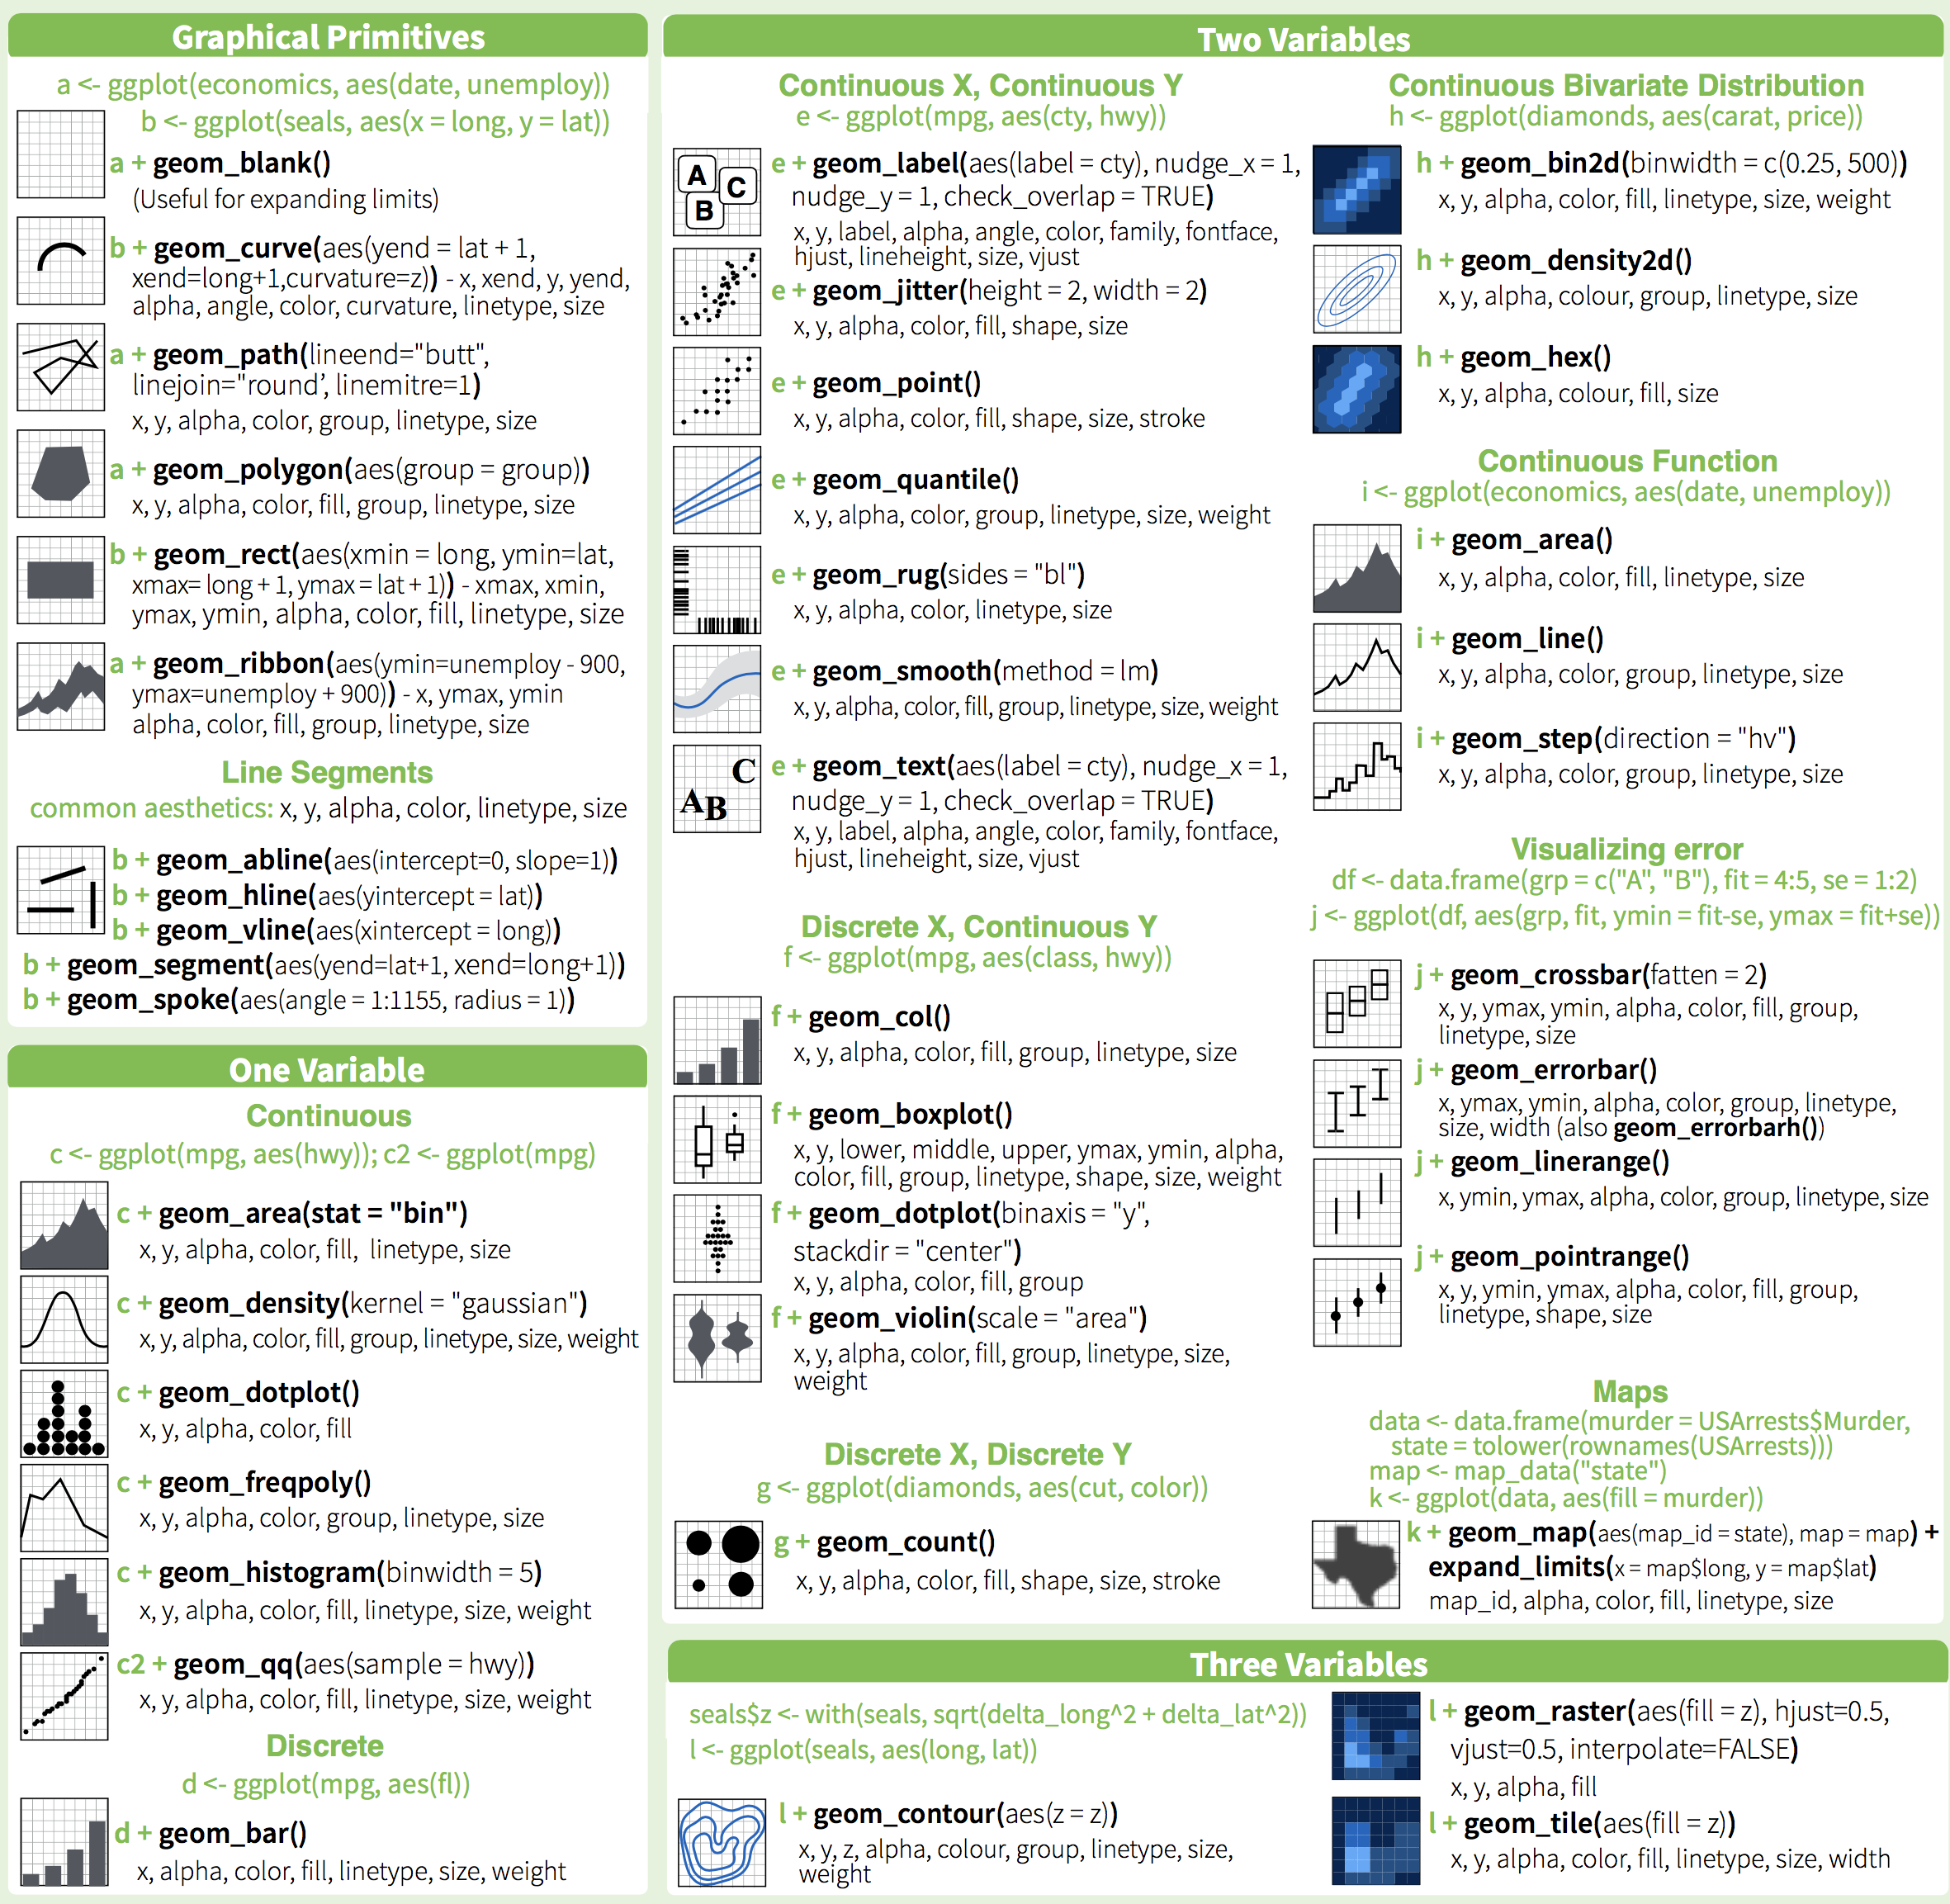 Graphical Primitives
a <- ggplot(economics, aes(date, unemploy))
b <- ggplot(seals, aes(x = long, y = lat))
a + geom_blank()
(Useful for expanding limits)
b + geom_curve(aes(yend = lat + 1,
xend=long+1,curvature=z)) - x, xend, y, yend,
alpha, angle, color, curvature, linetype, size
a + geom_path(lineend="butt",
linejoin="round’, linemitre=1)
x, y, alpha, color, group, linetype, size
a + geom_polygon(aes(group = group))
x, y, alpha, color, fill, group, linetype, size
b + geom_rect(aes(xmin = long, ymin=lat,
xmax= long + 1, ymax = lat + 1)) - xmax, xmin,
ymax, ymin, alpha, color, fill, linetype, size
a + geom_ribbon(aes(ymin=unemploy - 900,
ymax=unemploy + 900)) - x, ymax, ymin
alpha, color, fill, group, linetype, size
Line Segments
common aesthetics: x, y, alpha, color, linetype, size
b + geom_abline(aes(intercept=0, slope=1))
b + geom_hline(aes(yintercept = lat))
b + geom_vline(aes(xintercept = long))
b + geom_segment(aes(yend=lat+1, xend=long+1))
b + geom_spoke(aes(angle = 1:1155, radius = 1))
One Variable
Continuous
c <- ggplot(mpg, aes(hwy)); c2 <- ggplot(mpg)
c + geom_area(stat = "bin")
x, y, alpha, color, fill, linetype, size
c + geom_density(kernel = "gaussian")
x, y, alpha, color, fill, group, linetype, size, weight
c + geom_dotplot()
x, y, alpha, color, fill
c + geom_freqpoly()
x, y, alpha, color, group, linetype, size
c + geom_histogram(binwidth = 5)
x, y, alpha, color, fill, linetype, size, weight
c2 + geom_qq(aes(sample = hwy))
x, y, alpha, color, fill, linetype, size, weight
Discrete
d <- ggplot(mpg, aes(fl))
d + geom_bar()
x, alpha, color, fill, linetype, size, weight
Two Variables
Continuous X, Continuous Y
e <- ggplot(mpg, aes(cty, hwy))
A
B
C
e + geom_label(aes(label = cty), nudge_x = 1,
nudge_y = 1, check_overlap = TRUE)
x, y, label, alpha, angle, color, family, fontface,
hjust, lineheight, size, vjust
e + geom_jitter(height = 2, width = 2)
x, y, alpha, color, fill, shape, size
e + geom_point()
x, y, alpha, color, fill, shape, size, stroke
e + geom_quantile()
x, y, alpha, color, group, linetype, size, weight
e + geom_rug(sides = "bl")
x, y, alpha, color, linetype, size
e + geom_smooth(method = lm)
x, y, alpha, color, fill, group, linetype, size, weight
A
B
C
e + geom_text(aes(label = cty), nudge_x = 1,
nudge_y = 1, check_overlap = TRUE)
x, y, label, alpha, angle, color, family, fontface,
hjust, lineheight, size, vjust
Discrete X, Continuous Y
f <- ggplot(mpg, aes(class, hwy))
f + geom_col()
x, y, alpha, color, fill, group, linetype, size
f + geom_boxplot()
x, y, lower, middle, upper, ymax, ymin, alpha,
color, fill, group, linetype, shape, size, weight
f + geom_dotplot(binaxis = "y",
stackdir = "center")
x, y, alpha, color, fill, group
f + geom_violin(scale = "area")
x, y, alpha, color, fill, group, linetype, size,
weight
Discrete X, Discrete Y
g <- ggplot(diamonds, aes(cut, color))
g + geom_count()
x, y, alpha, color, fill, shape, size, stroke
Continuous Bivariate Distribution
h <- ggplot(diamonds, aes(carat, price))
h + geom_bin2d(binwidth = c(0.25, 500))
x, y, alpha, color, fill, linetype, size, weight
h + geom_density2d()
x, y, alpha, colour, group, linetype, size
h + geom_hex()
x, y, alpha, colour, fill, size
Continuous Function
i <- ggplot(economics, aes(date, unemploy))
i + geom_area()
x, y, alpha, color, fill, linetype, size
i + geom_line()
x, y, alpha, color, group, linetype, size
i + geom_step(direction = "hv")
x, y, alpha, color, group, linetype, size
Visualizing error
df <- data.frame(grp = c("A", "B"), fit = 4:5, se = 1:2)
j <- ggplot(df, aes(grp, fit, ymin = fit-se, ymax = fit+se))
j + geom_crossbar(fatten = 2)
x, y, ymax, ymin, alpha, color, fill, group,
linetype, size
j + geom_errorbar()
x, ymax, ymin, alpha, color, group, linetype,
size, width (also geom_errorbarh())
j + geom_linerange()
x, ymin, ymax, alpha, color, group, linetype, size
j + geom_pointrange()
x, y, ymin, ymax, alpha, color, fill, group,
linetype, shape, size
Maps
data <- data.frame(murder = USArrests$Murder,
state = tolower(rownames(USArrests)))
map <- map_data("state")
k <- ggplot(data, aes(fill = murder))
k + geom_map(aes(map_id = state), map = map) +
expand_limits(x = map$long, y = map$lat)
map_id, alpha, color, fill, linetype, size
Three Variables
seals$z <- with(seals, sqrt(delta_long^2 + delta_lat^2))
l <- ggplot(seals, aes(long, lat))
l + geom_contour(aes(z = z))
x, y, z, alpha, colour, group, linetype, size,
weight
l + geom_raster(aes(fill = z), hjust=0.5,
vjust=0.5, interpolate=FALSE)
x, y, alpha, fill
l + geom_tile(aes(fill = z))
x, y, alpha, color, fill, linetype, size, width